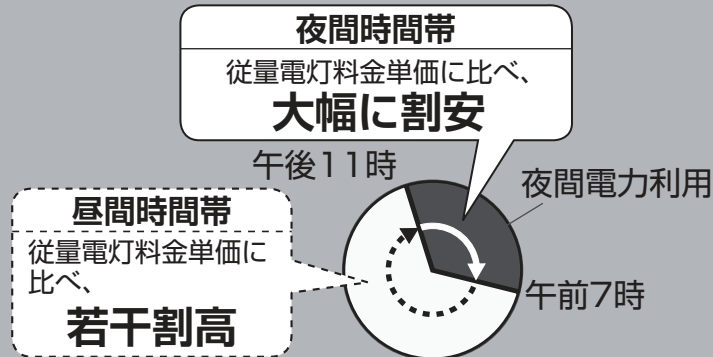 夜間時間帯
従量電灯料金単価に比べ、
大幅に割安
午後11時
夜間電力利用
昼間時間帯
従量電灯料金単価に
比べ、
若干割高
午前7時